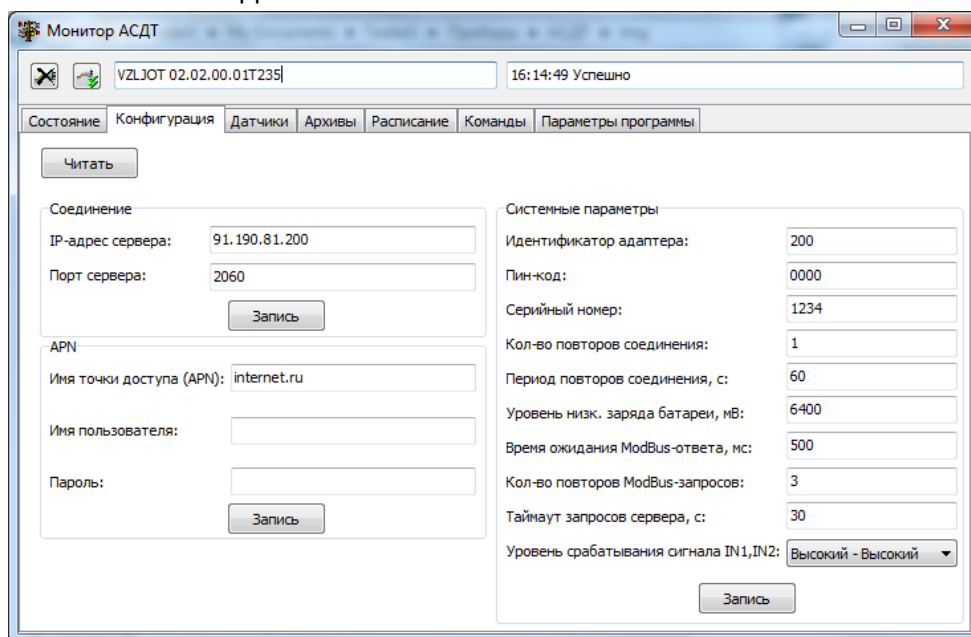 Монитор АСДТ
VZLJOT 02.02.00.01T235
16:14:49 Успешно
Состояние Конфигурация Датчики Архивы Расписание Команды Параметры программы
Читать
Соединение
IP-адрес сервера: 91.190.81.200
Порт сервера: 2060
Запись
APN
Имя точки доступа (APN): internet.ru
Имя пользователя:
Пароль:
Запись
Системные параметры
Идентификатор адаптера: 200
Пин-код: 0000
Серийный номер: 1234
Кол-во повторов соединения: 1
Период повторов соединения, с: 60
Уровень низк. заряда батареи, мВ: 6400
Время ожидания ModBus-ответа, мс: 500
Кол-во повторов ModBus-запросов: 3
Таймаут запросов сервера, с: 30
Уровень срабатывания сигнала IN1,IN2: Высокий - Высокий
Запись